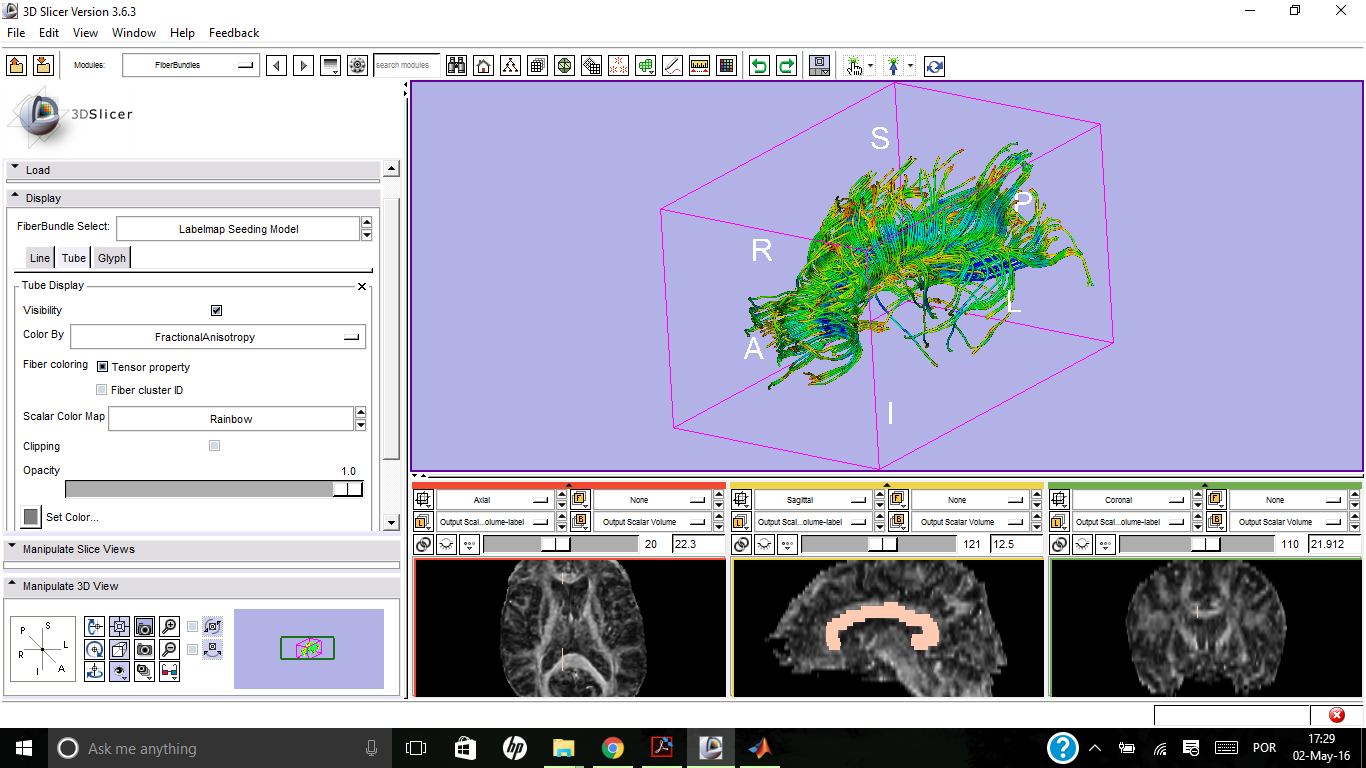 3D Slicer Version 3.6.3
File Edit View Window Help Feedback
Modules: FiberBundles search modules
3DSlicer
Load
Display
FiberBundle Select: Labelmap Seeding Model
Line Tube Glyph
Tube Display
Visibility
Color By FractionalAnisotropy
Fiber coloring Tensor property
Fiber cluster ID
Scalar Color Map Rainbow
Clipping
Opacity 1.0
Set Color...
Manipulate Slice Views
Manipulate 3D View
P S
R L
I A
S
P
R
L
A
I
Axial None
Output Scal...olume-label Output Scalar Volume
20 22.3
Sagittal None
Output Scal...olume-label Output Scalar Volume
121 12.5
Coronal None
Output Scal...olume-label Output Scalar Volume
110 21.912
F
L B
F
L B
F
L B
Ask me anything
hp
POR
17:29
02-May-16